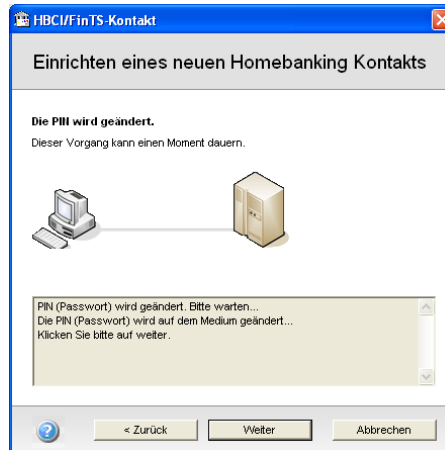 HBCI/FinTS-Kontakt
Einrichten eines neuen Homebanking Kontakts
Die PIN wird geändert.
Dieser Vorgang kann einen Moment dauern.
PIN (Passwort) wird geändert. Bitte warten...
Die PIN (Passwort) wird auf dem Medium geändert...
Klicken Sie bitte auf weiter.
< Zurück Weiter Abbrechen